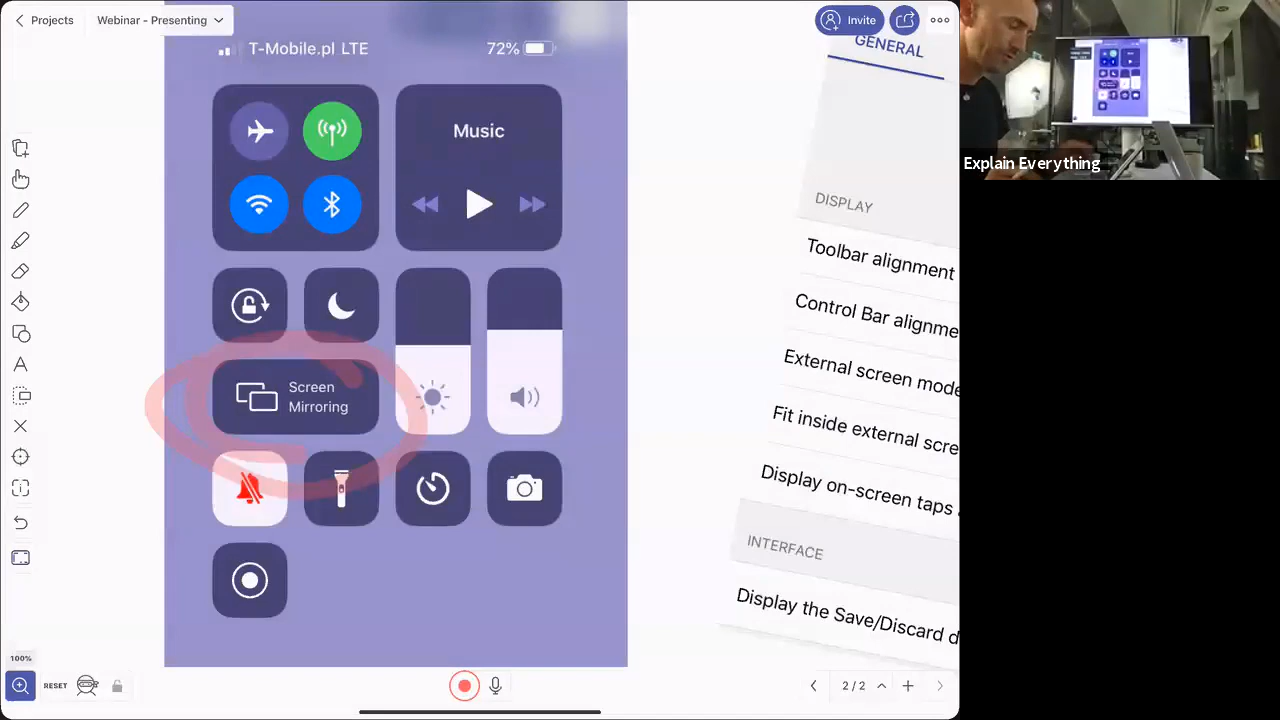 Projects
Webinar - Presenting
Invite
T-Mobile.pl LTE
72%
Music
Screen
Mirroring
GENERAL
DISPLAY
Toolbar alignment
Control Bar alignme
External screen mode
Fit inside external scre
Display on-screen taps
INTERFACE
Display the Save/Discard d
Explain Everything
100%
RESET
2 / 2